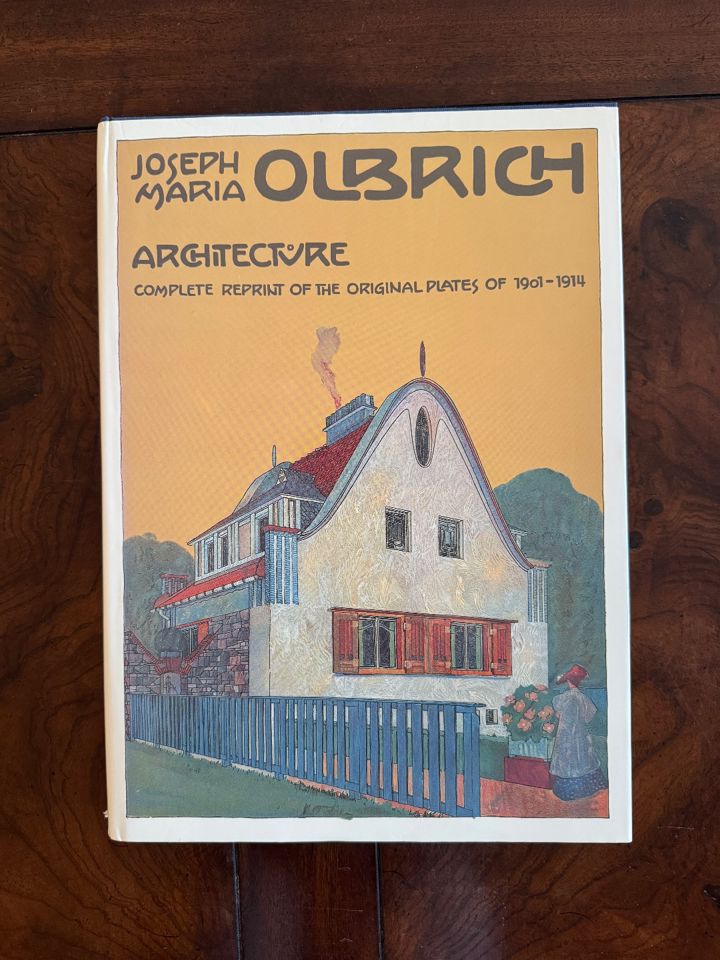 JOSEPH MARIA OLBRICH
ARCHITECTURE
COMPLETE REPRINT OF THE ORIGINAL PLATES OF 1901-1914